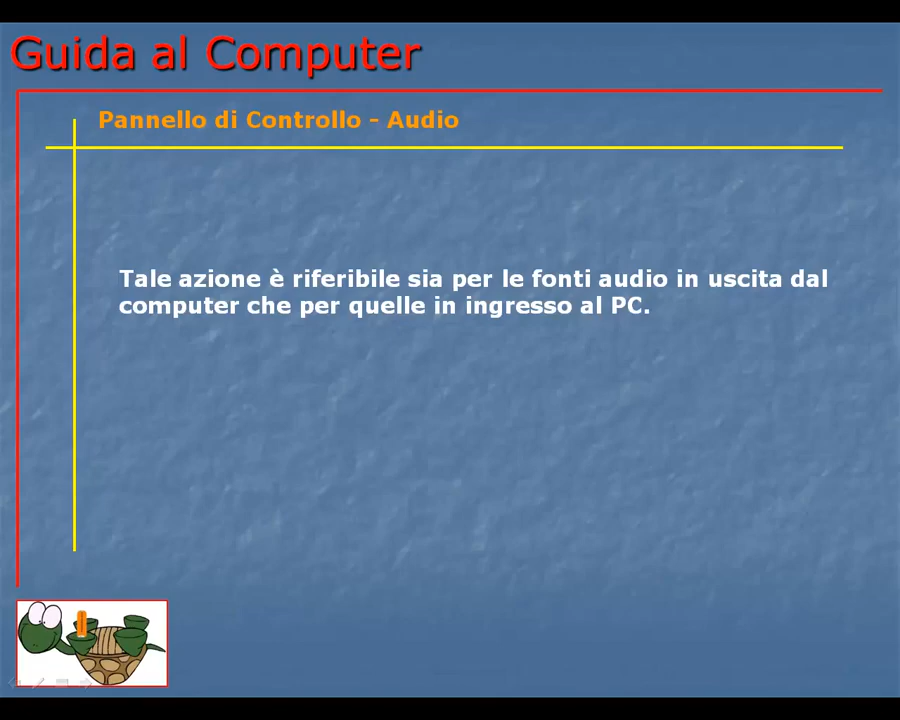 Guida al Computer
Pannello di Controllo - Audio
Tale azione è riferibile sia per le fonti audio in uscita dal
computer che per quelle in ingresso al PC.